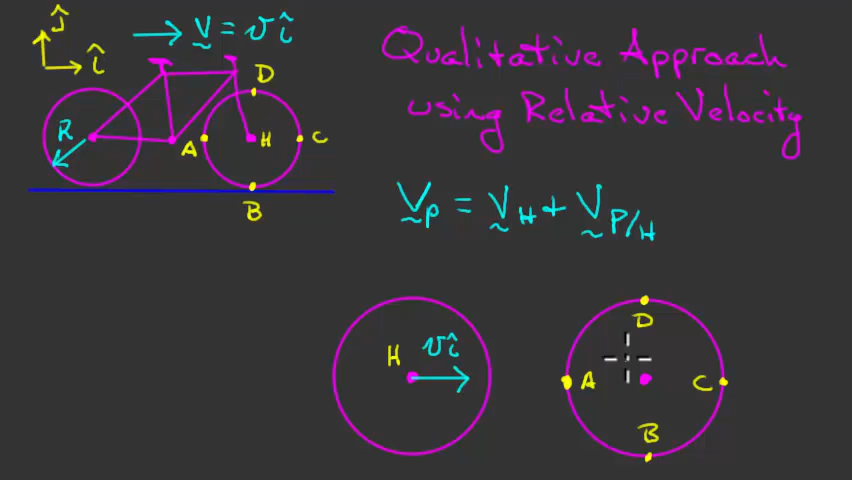 ĵ
î
V = v î
Qualitative Approach
using Relative Velocity
R
D
A
H
C
B
V_P = V_H + V_P/H
H
v î
D
A
C
B